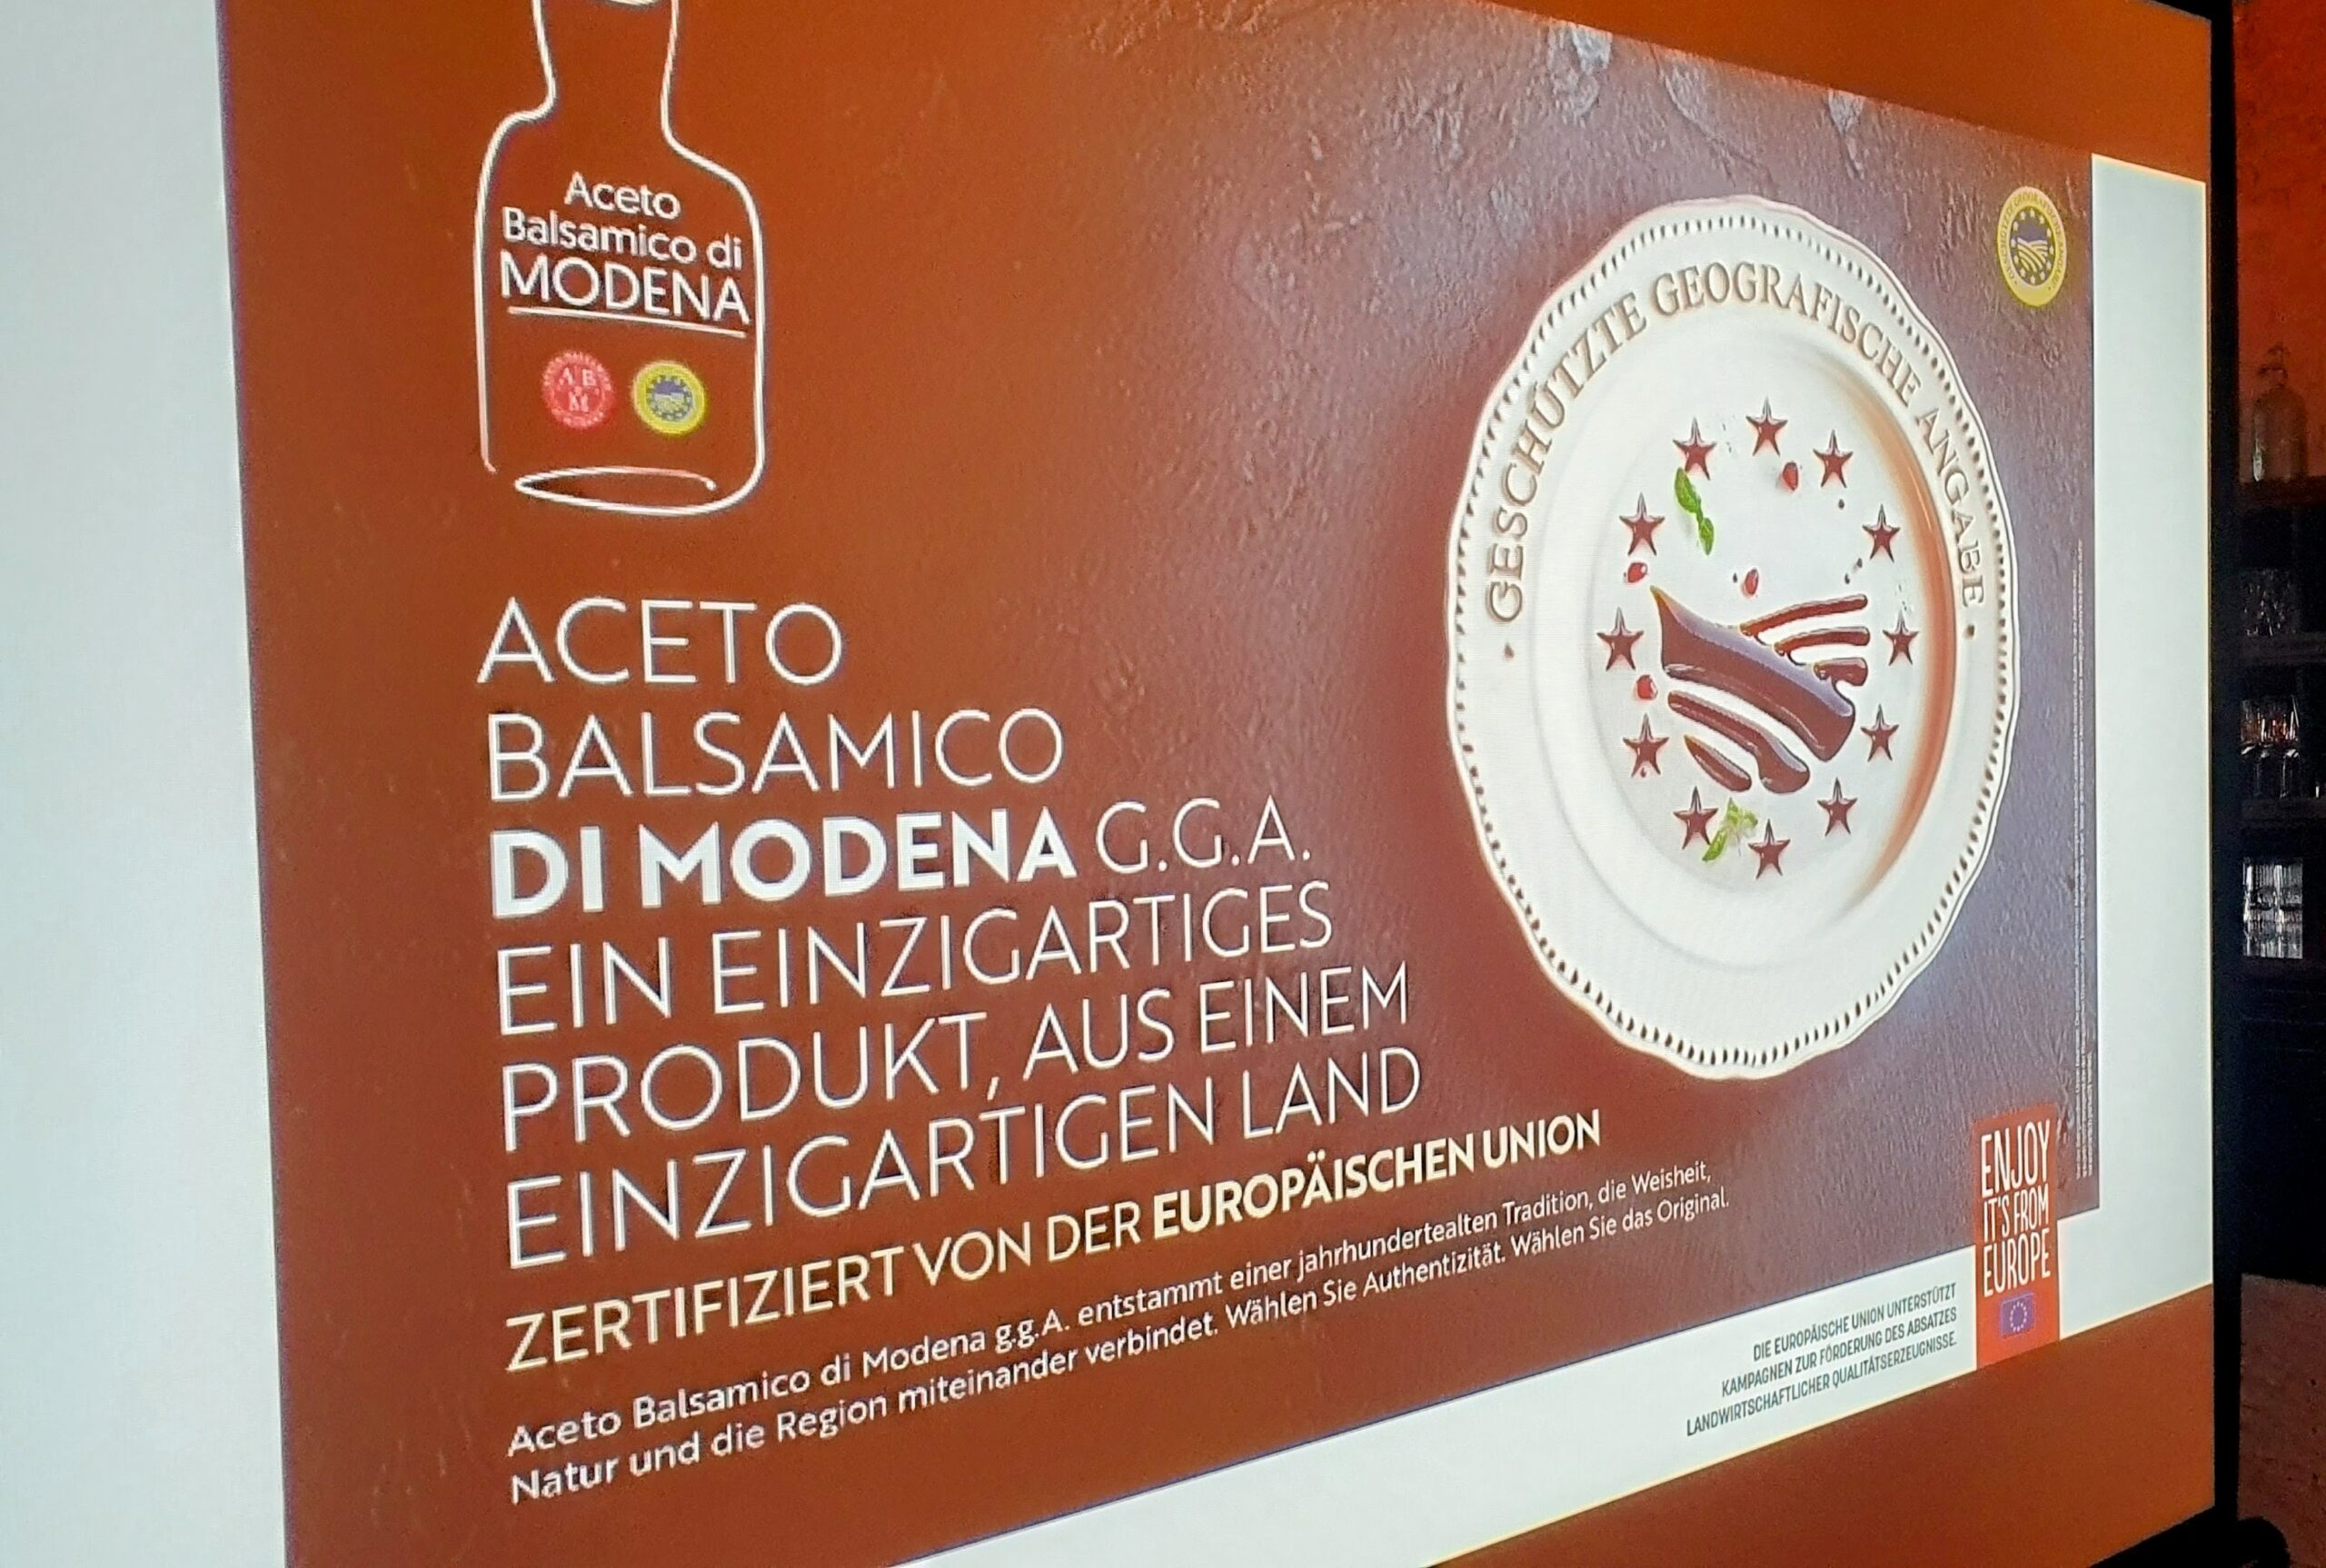 Aceto
Balsamico di
MODENA
A B
M
ACETO
BALSAMICO
DI MODENA G.G.A.
EIN EINZIGARTIGES
PRODUKT, AUS EINEM
EINZIGARTIGEN LAND
ZERTIFIZIERT VON DER EUROPÄISCHEN UNION
Aceto Balsamico di Modena g.g.A. entstammt einer jahrhundertealten Tradition, die Weisheit,
Natur und die Region miteinander verbindet. Wählen Sie Authentizität. Wählen Sie das Original.
• GESCHÜTZTE GEOGRAFISCHE ANGABE •
ENJOY
IT'S FROM
EUROPE
DIE EUROPÄISCHE UNION UNTERSTÜTZT
KAMPAGNEN ZUR FÖRDERUNG DES ABSATZES
LANDWIRTSCHAFTLICHER QUALITÄTSERZEUGNISSE.